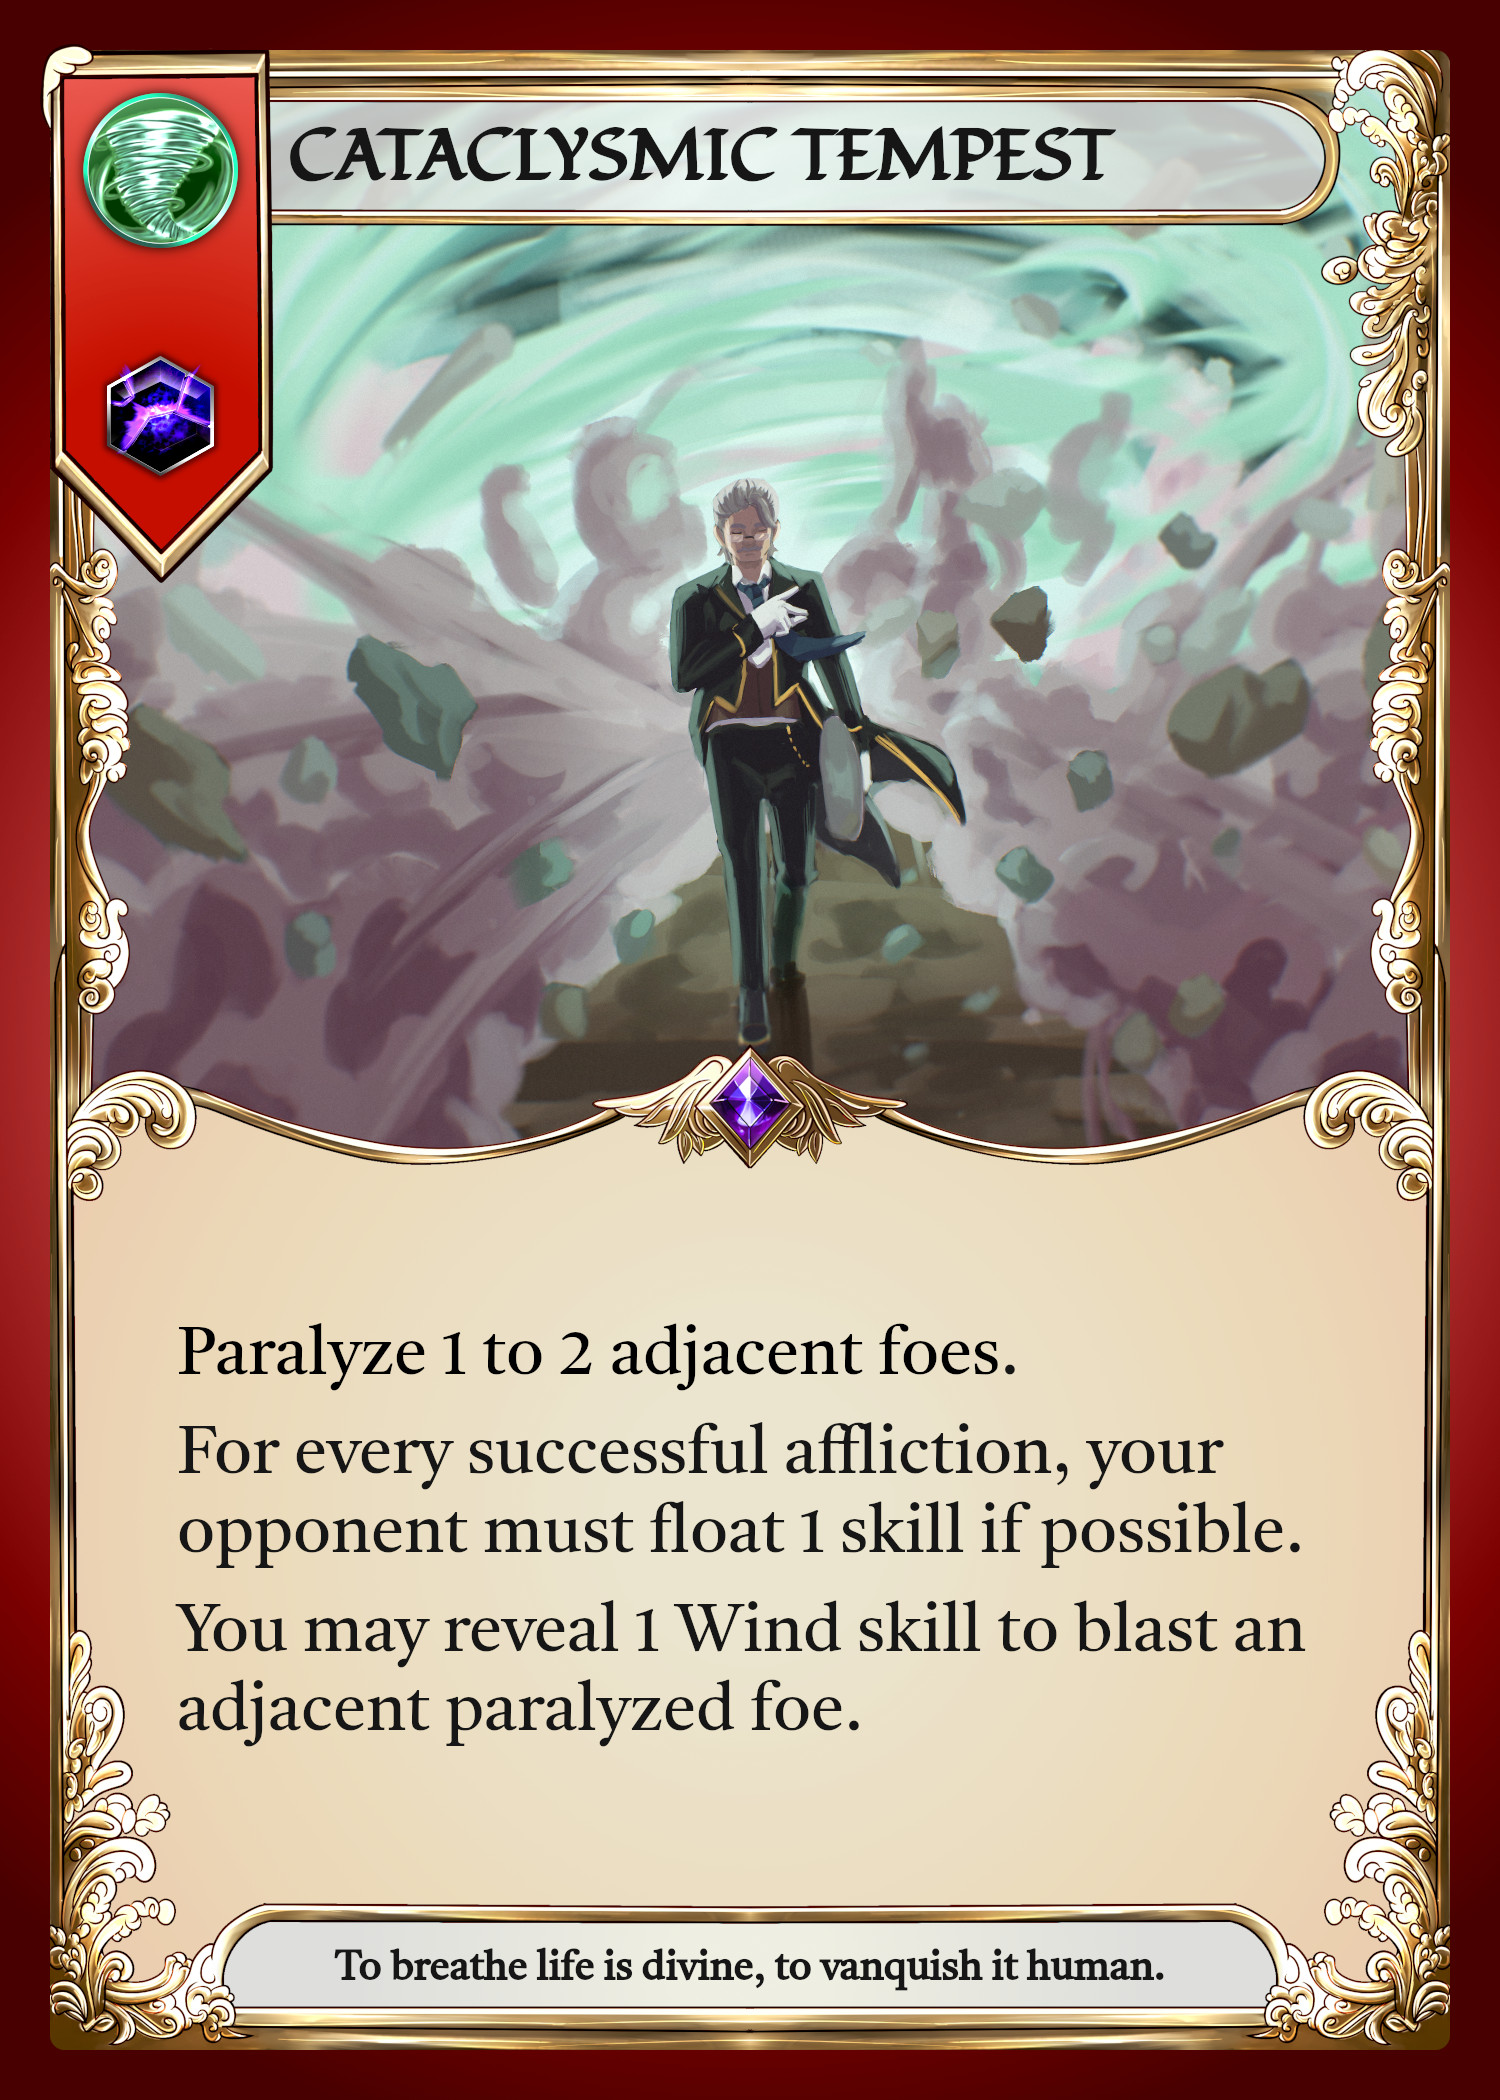 CATACLYSMIC TEMPEST
Paralyze 1 to 2 adjacent foes.
For every successful affliction, your
opponent must float 1 skill if possible.
You may reveal 1 Wind skill to blast an
adjacent paralyzed foe.
To breathe life is divine, to vanquish it human.